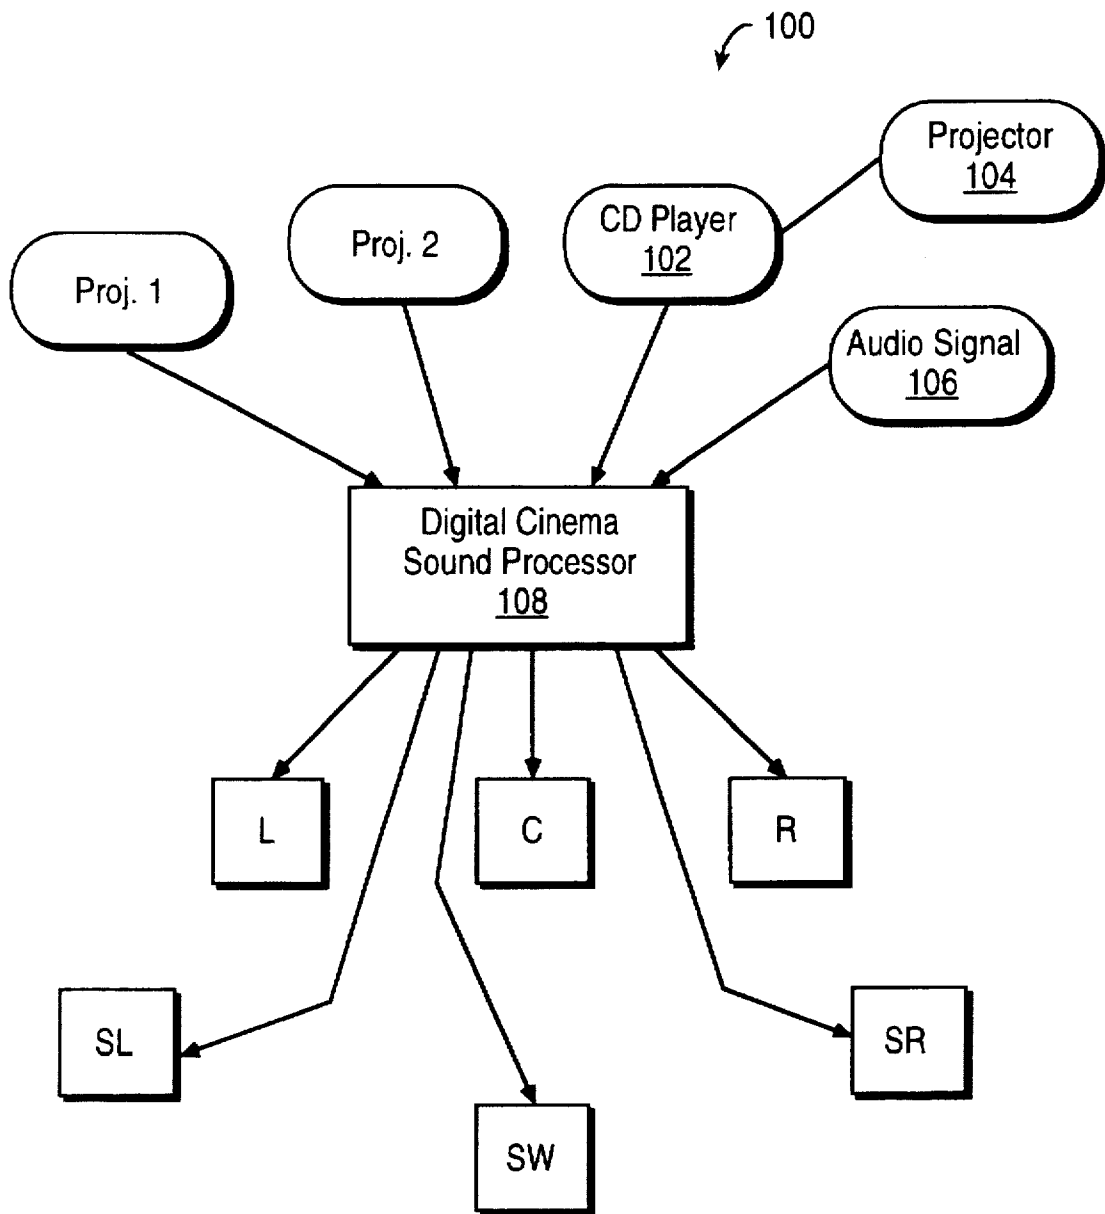 100
Projector
104
CD Player
102
Proj. 2
Proj. 1
Audio Signal
106
Digital Cinema
Sound Processor
108
L
C
R
SL
SR
SW